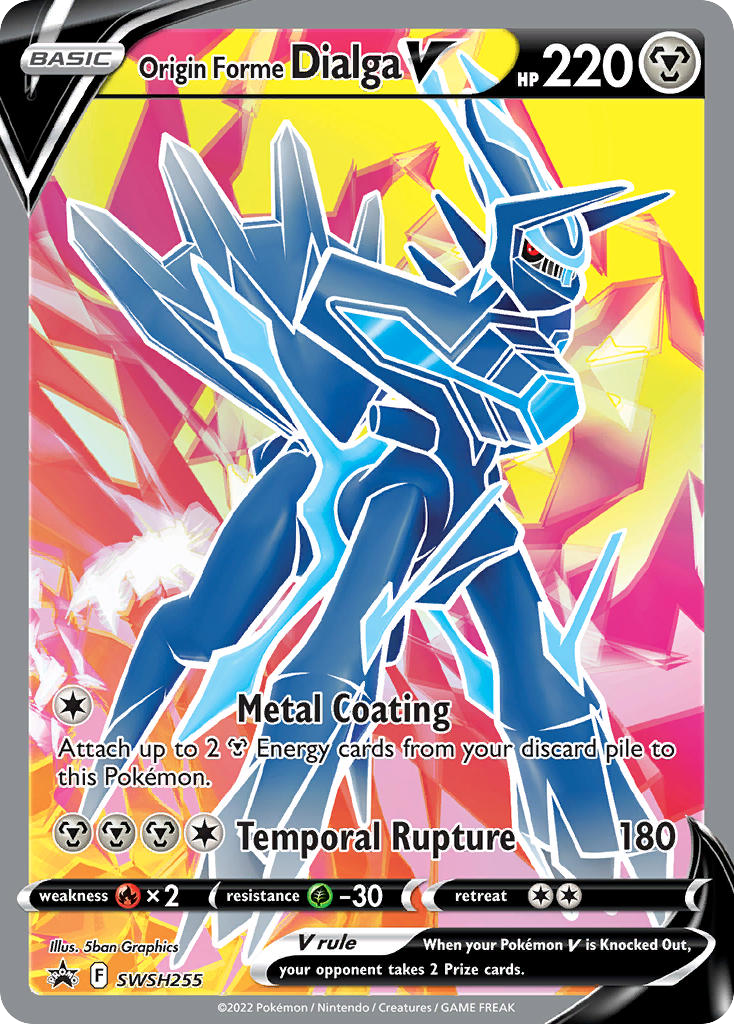 BASIC
Origin Forme Dialga V
HP 220
Metal Coating
Attach up to 2 Energy cards from your discard pile to
this Pokémon.
Temporal Rupture 180
weakness ×2 resistance -30 retreat
Illus. 5ban Graphics
V rule When your Pokémon V is Knocked Out,
your opponent takes 2 Prize cards.
F SWSH255
©2022 Pokémon / Nintendo / Creatures / GAME FREAK